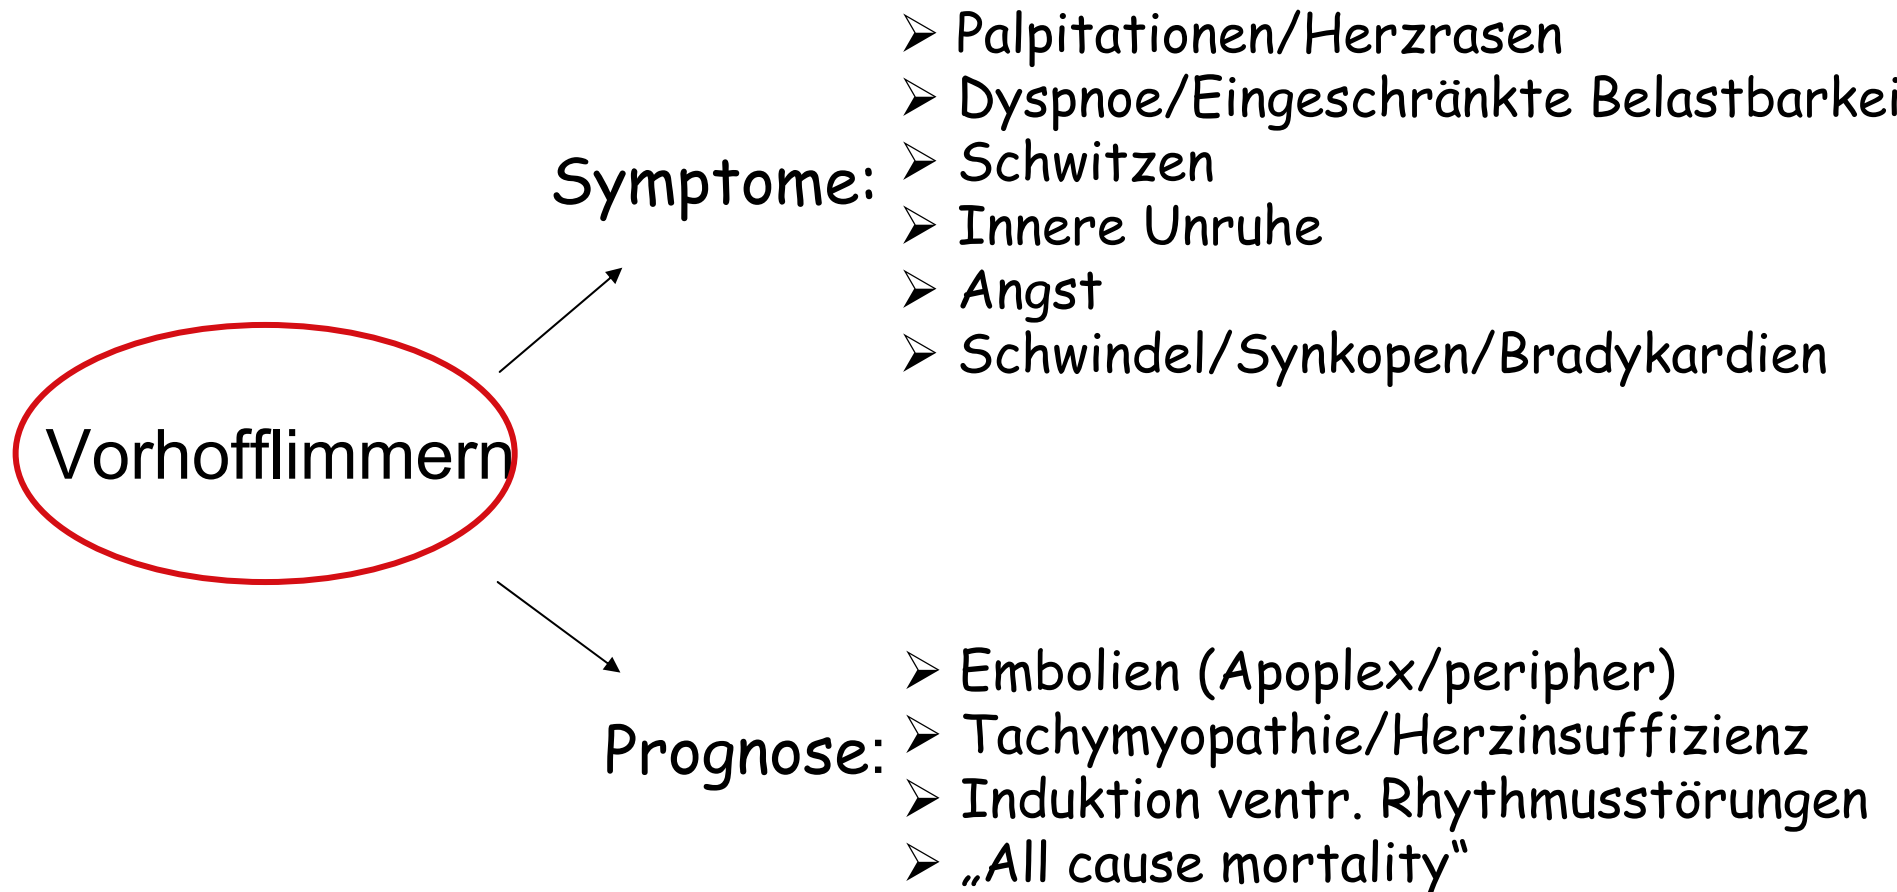 Palpitationen/Herzrasen
Dyspnoe/Eingeschränkte Belastbarkei
Symptome:
Schwitzen
Innere Unruhe
Angst
Schwindel/Synkopen/Bradykardien
Vorhofflimmern
Embolien (Apoplex/peripher)
Prognose:
Tachymyopathie/Herzinsuffizienz
Induktion ventr. Rhythmusstörungen
„All cause mortality“